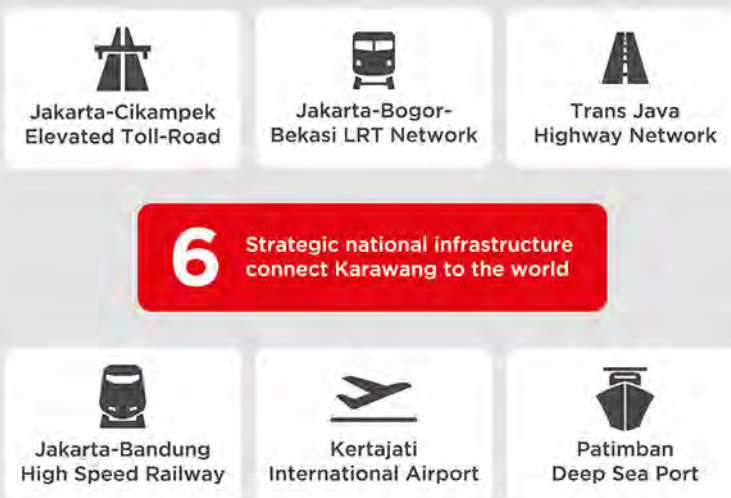 Jakarta-Cikampek
Elevated Toll-Road
Jakarta-Bogor-
Bekasi LRT Network
Trans Java
Highway Network
6
Strategic national infrastructure
connect Karawang to the world
Jakarta-Bandung
High Speed Railway
Kertajati
International Airport
Patimban
Deep Sea Port